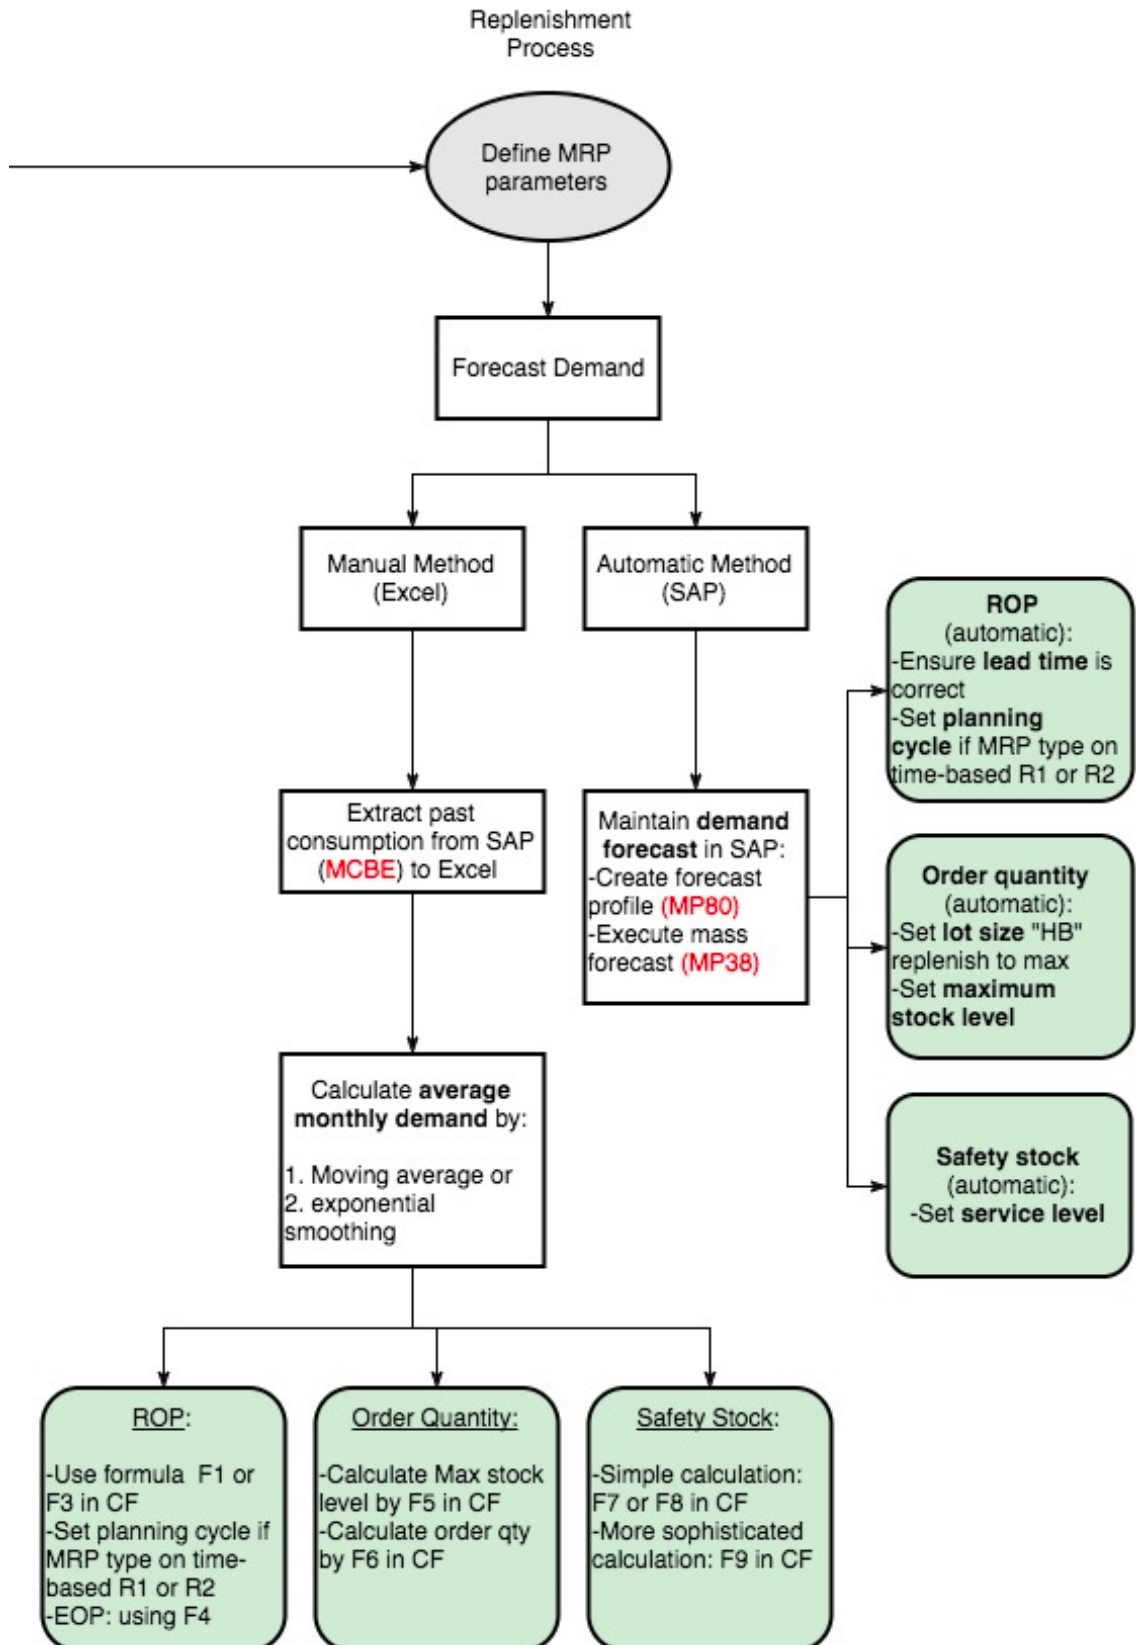 Replenishment
Process
Define MRP
parameters
Forecast Demand
Manual Method
(Excel)
Automatic Method
(SAP)
ROP
(automatic):
-Ensure lead time is
correct
-Set planning
cycle if MRP type on
time-based R1 or R2
Extract past
consumption from SAP
(MCBE) to Excel
Maintain demand
forecast in SAP:
-Create forecast
profile (MP80)
-Execute mass
forecast (MP38)
Order quantity
(automatic):
-Set lot size "HB"
replenish to max
-Set maximum
stock level
Calculate average
monthly demand by:
1. Moving average or
2. exponential
smoothing
Safety stock
(automatic):
-Set service level
ROP:
-Use formula  F1 or
F3 in CF
-Set planning cycle if
MRP type on time-
based R1 or R2
-EOP: using F4
Order Quantity:
-Calculate Max stock
level by F5 in CF
-Calculate order qty
by F6 in CF
Safety Stock:
-Simple calculation:
F7 or F8 in CF
-More sophisticated
calculation: F9 in CF